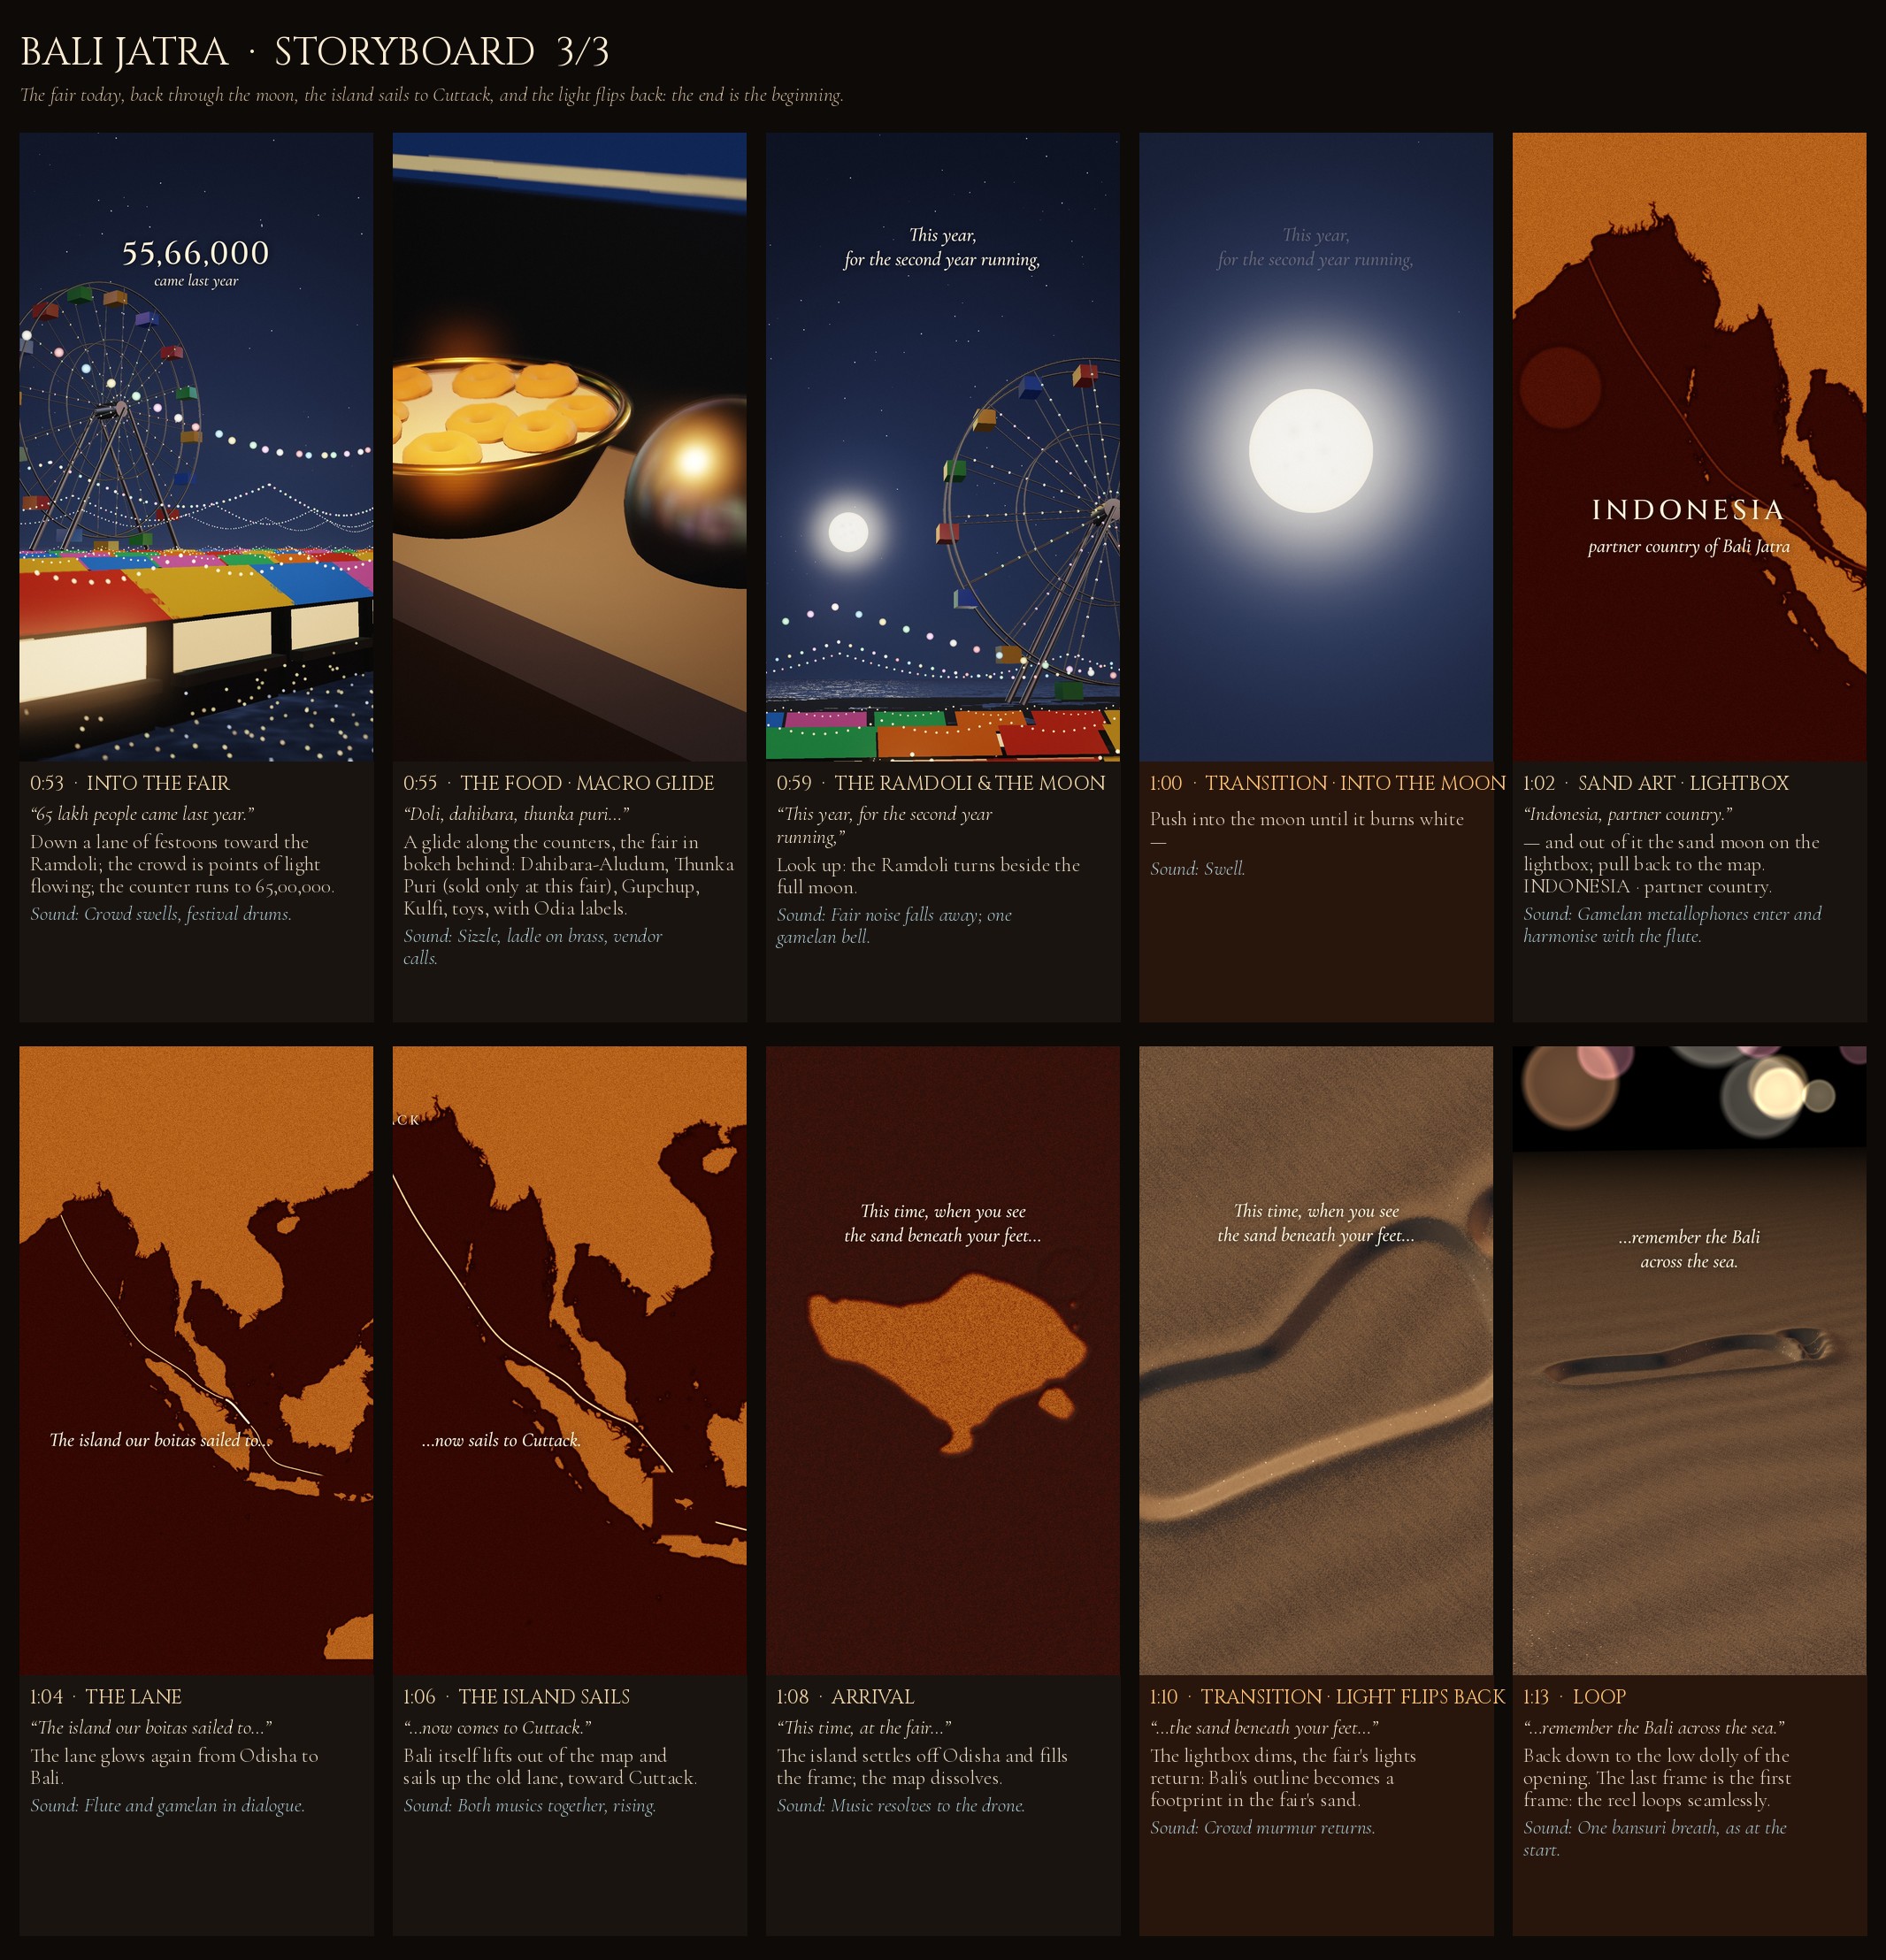 BALI JATRA · STORYBOARD 3/3
The fair today, back through the moon, the island sails to Cuttack, and the light flips back: the end is the beginning.
55,66,000
came last year
This year,
for the second year running,
This year,
for the second year running,
INDONESIA
partner country of Bali Jatra
0:53 · INTO THE FAIR
“65 lakh people came last year.”
Down a lane of festoons toward the
Ramdoli; the crowd is points of light
flowing; the counter runs to 65,00,000.
Sound: Crowd swells, festival drums.
0:55 · THE FOOD · MACRO GLIDE
“Doli, dahibara, thunka puri...”
A glide along the counters, the fair in
bokeh behind: Dahibara-Aludum, Thunka
Puri (sold only at this fair), Gupchup,
Kulfi, toys, with Odia labels.
Sound: Sizzle, ladle on brass, vendor
calls.
0:59 · THE RAMDOLI & THE MOON
“This year, for the second year
running,”
Look up: the Ramdoli turns beside the
full moon.
Sound: Fair noise falls away; one
gamelan bell.
1:00 · TRANSITION · INTO THE MOON
Push into the moon until it burns white
—
Sound: Swell.
1:02 · SAND ART · LIGHTBOX
“Indonesia, partner country.”
— and out of it the sand moon on the
lightbox; pull back to the map.
INDONESIA · partner country.
Sound: Gamelan metallophones enter and
harmonise with the flute.
The island our boitas sailed to...
ACK
...now sails to Cuttack.
This time, when you see
the sand beneath your feet...
This time, when you see
the sand beneath your feet...
...remember the Bali
across the sea.
1:04 · THE LANE
“The island our boitas sailed to...”
The lane glows again from Odisha to
Bali.
Sound: Flute and gamelan in dialogue.
1:06 · THE ISLAND SAILS
“...now comes to Cuttack.”
Bali itself lifts out of the map and
sails up the old lane, toward Cuttack.
Sound: Both musics together, rising.
1:08 · ARRIVAL
“This time, at the fair...”
The island settles off Odisha and fills
the frame; the map dissolves.
Sound: Music resolves to the drone.
1:10 · TRANSITION · LIGHT FLIPS BACK
“...the sand beneath your feet...”
The lightbox dims, the fair's lights
return: Bali's outline becomes a
footprint in the fair's sand.
Sound: Crowd murmur returns.
1:13 · LOOP
“...remember the Bali across the sea.”
Back down to the low dolly of the
opening. The last frame is the first
frame: the reel loops seamlessly.
Sound: One bansuri breath, as at the
start.